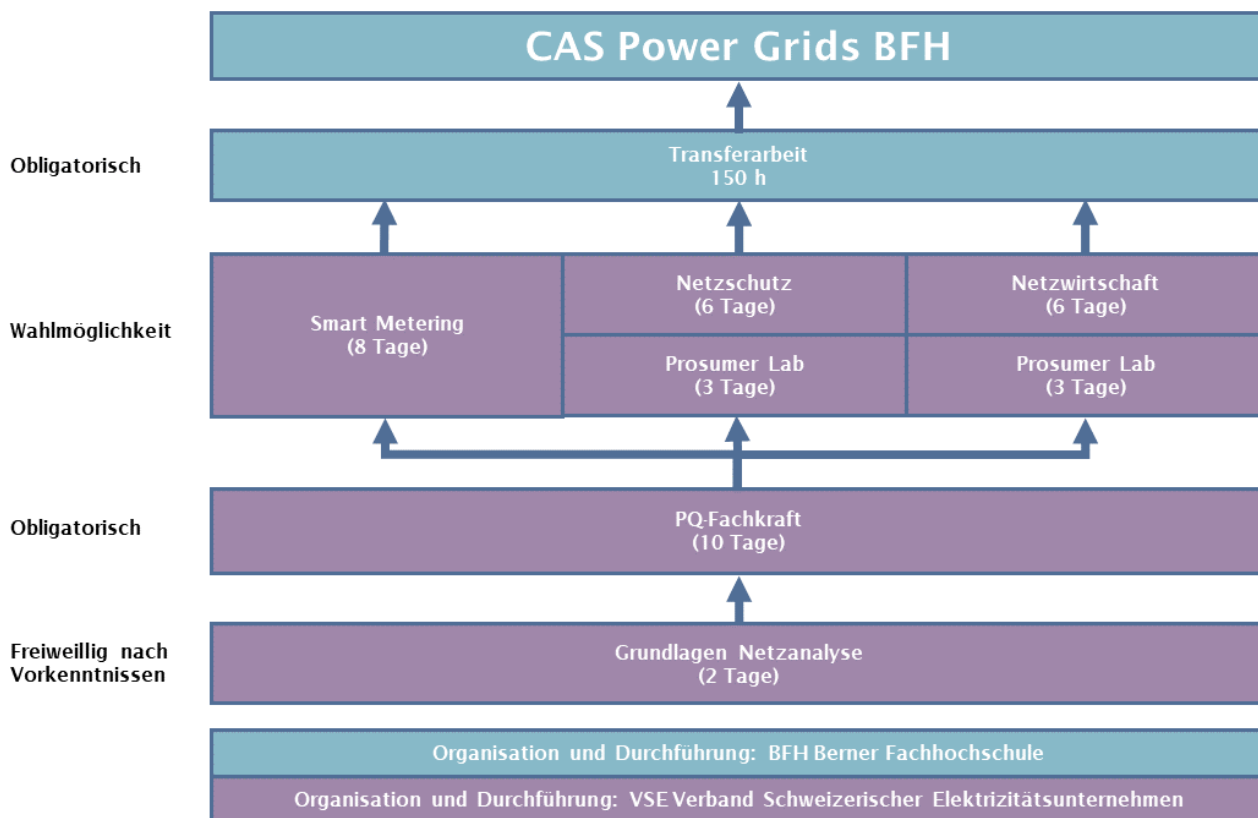 CAS Power Grids BFH
Obligatorisch
Transferarbeit
150 h
Wahlmöglichkeit
Smart Metering
(8 Tage)
Netzschutz
(6 Tage)
Netzwirtschaft
(6 Tage)
Prosumer Lab
(3 Tage)
Prosumer Lab
(3 Tage)
Obligatorisch
PQ-Fachkraft
(10 Tage)
Freiweillig nach
Vorkenntnissen
Grundlagen Netzanalyse
(2 Tage)
Organisation und Durchführung: BFH Berner Fachhochschule
Organisation und Durchführung: VSE Verband Schweizerischer Elektrizitätsunternehmen